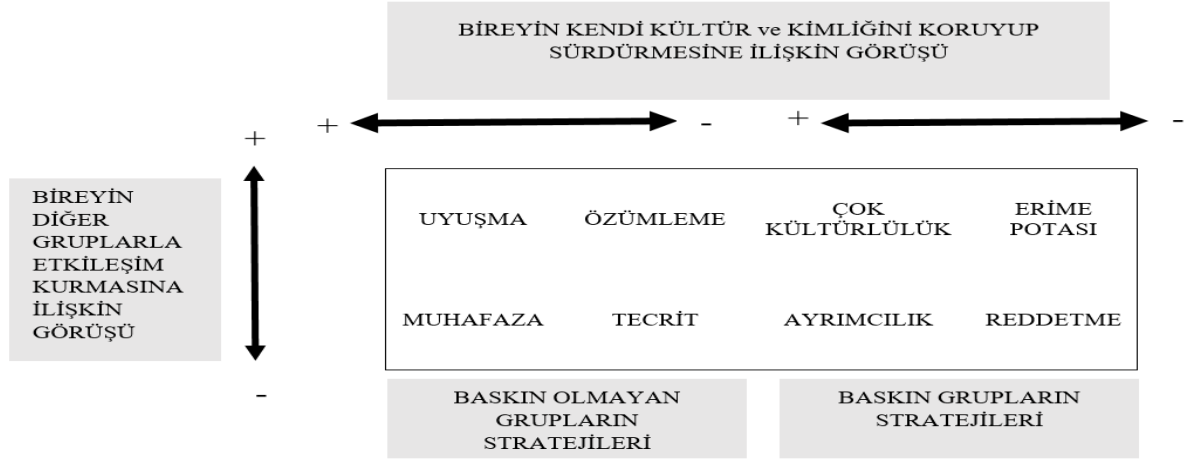 BİREYİN KENDİ KÜLTÜR ve KİMLİĞİNİ KORUYUP
SÜRDÜRMESİNE İLİŞKİN GÖRÜŞÜ
+ - + -
+
BİREYİN
DİĞER
GRUPLARLA
ETKİLEŞİM
KURMASINA
İLİŞKİN
GÖRÜŞÜ
-
UYUŞMA
ÖZÜMLEME
ÇOK
KÜLTÜRLÜLÜK
ERİME
POTASI
MUHAFAZA
TECRİT
AYRIMCILIK
REDDETME
BASKIN OLMAYAN
GRUPLARIN
STRATEJİLERİ
BASKIN GRUPLARIN
STRATEJİLERİ